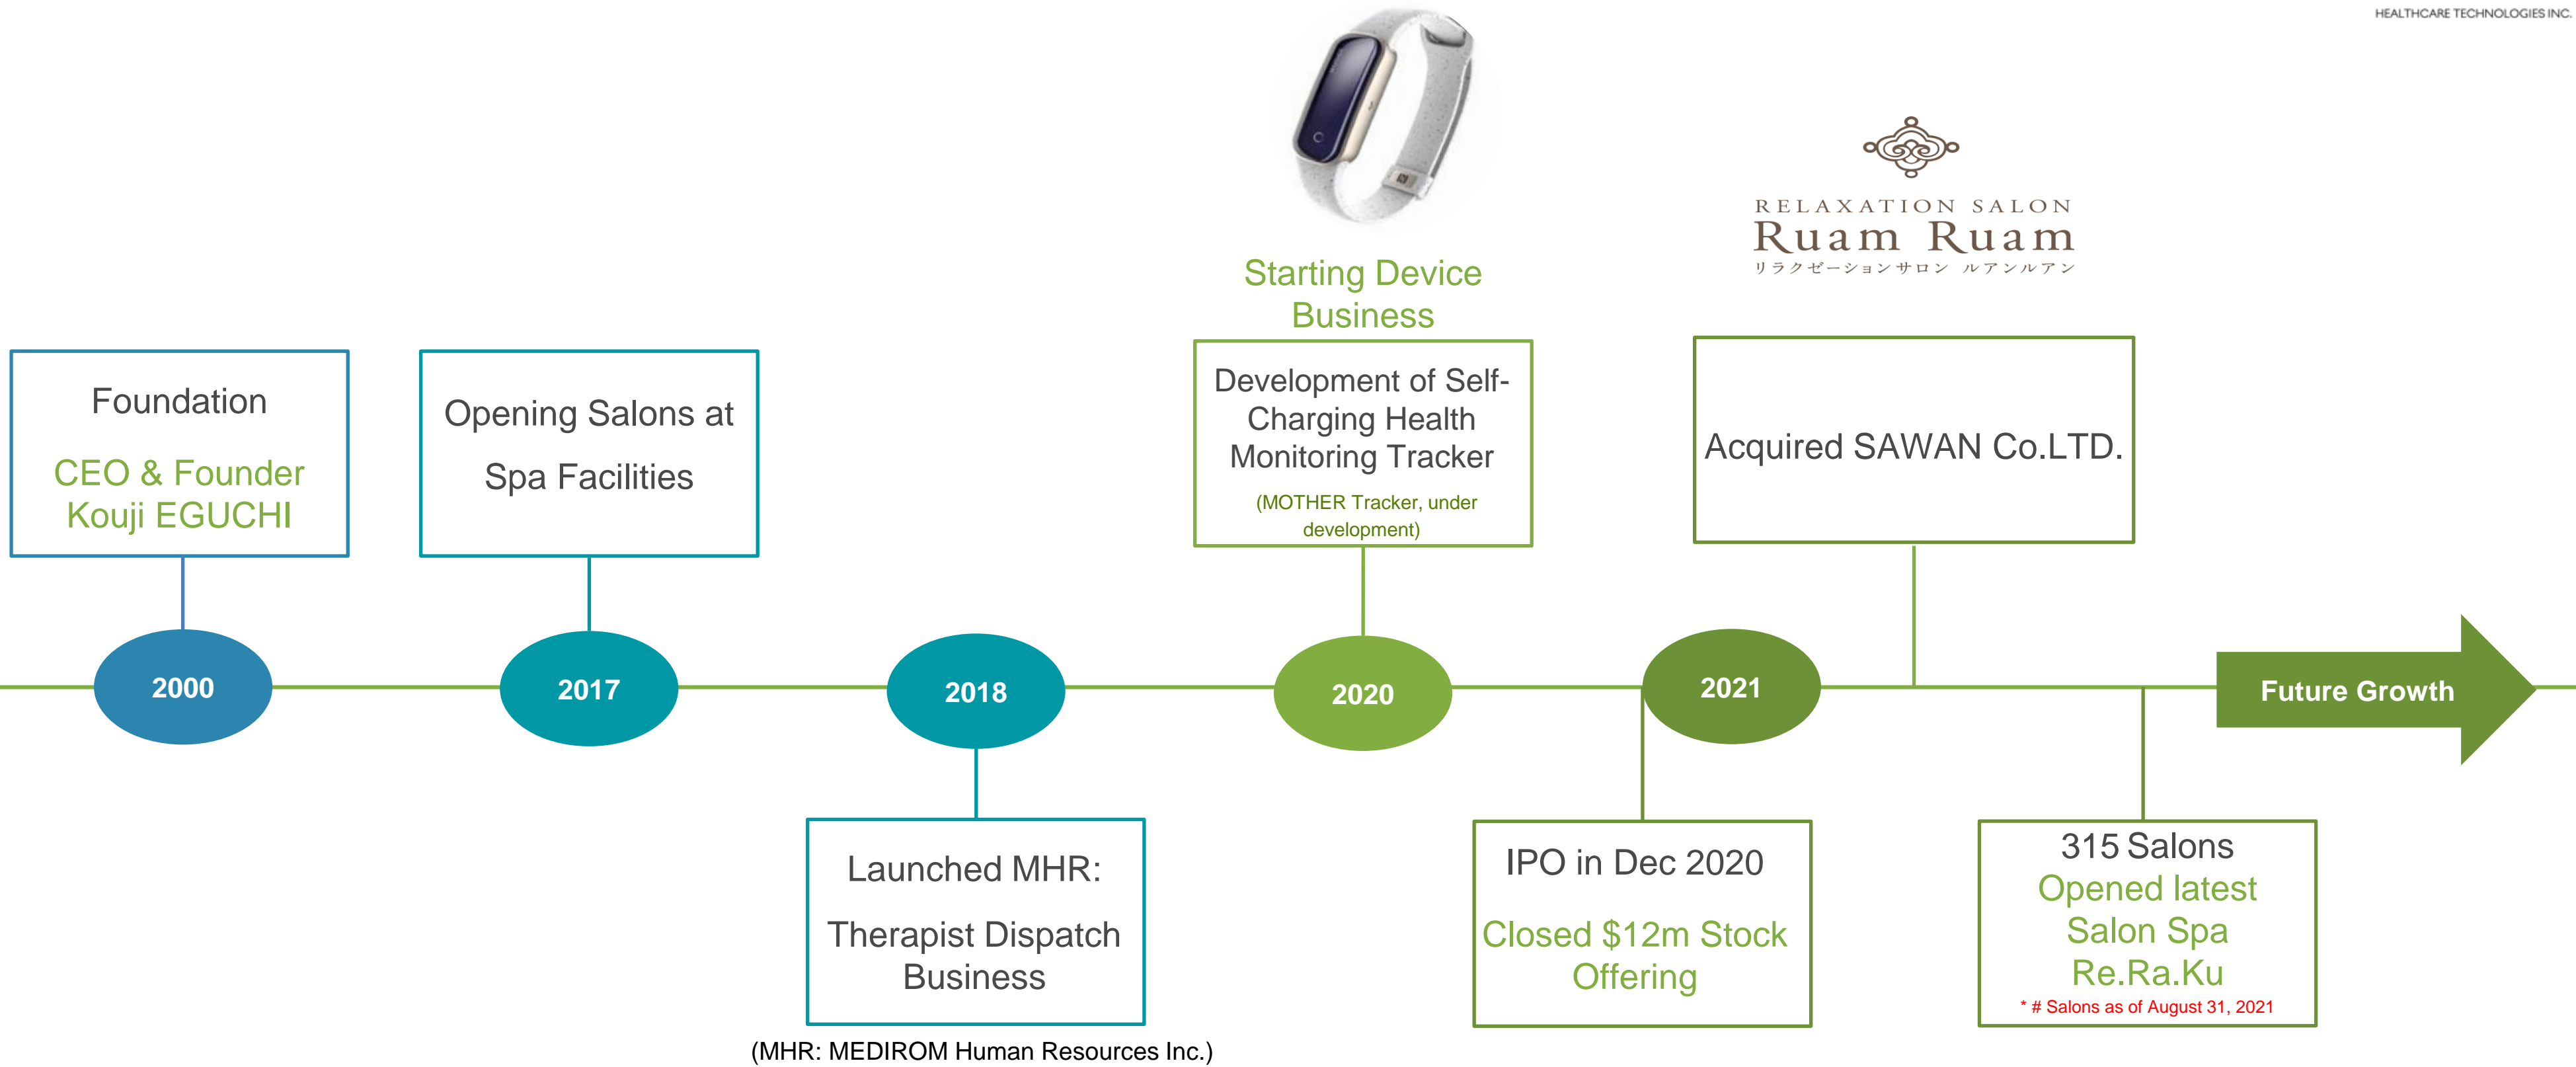 HEALTHCARE TECHNOLOGIES INC.
RELAXATION SALON
Ruam Ruam
リラクゼーションサロン ルアンルアン
Starting Device
Business
Foundation
CEO & Founder
Kouji EGUCHI
Opening Salons at
Spa Facilities
Development of Self-
Charging Health
Monitoring Tracker
(MOTHER Tracker, under
development)
Acquired SAWAN Co.LTD.
2000
2017
2018
2020
2021
Future Growth
Launched MHR:
Therapist Dispatch
Business
(MHR: MEDIROM Human Resources Inc.)
IPO in Dec 2020
Closed $12m Stock
Offering
315 Salons
Opened latest
Salon Spa
Re.Ra.Ku
* # Salons as of August 31, 2021